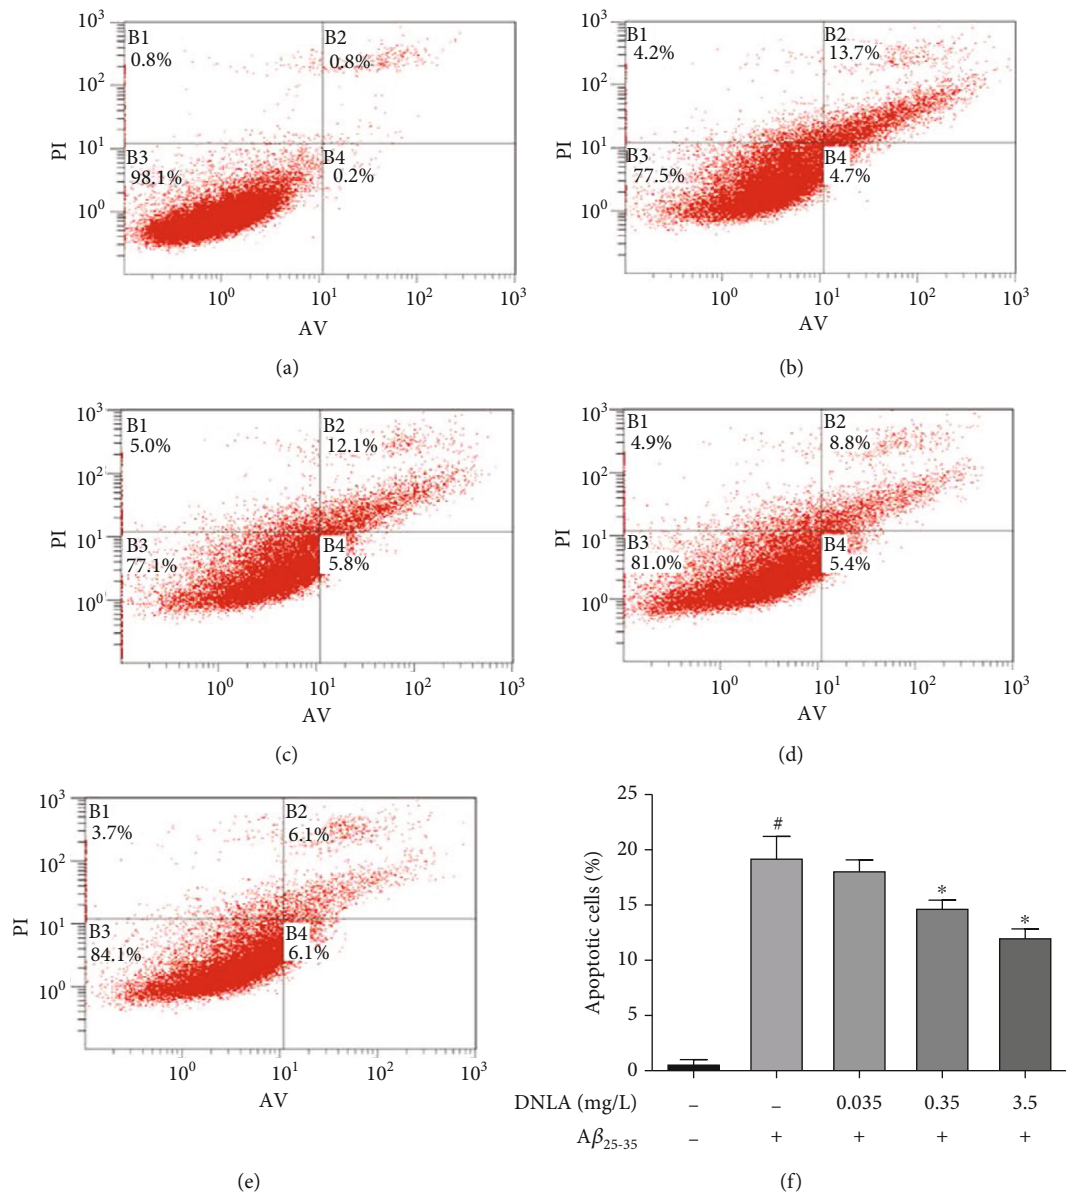 10³
B1
0.8%
B2
0.8%
10²
PI
10¹
B3
98.1%
B4
0.2%
10⁰
10⁰ 10¹ 10² 10³
AV
(a)
10³
B1
4.2%
B2
13.7%
10²
PI
10¹
B3
77.5%
B4
4.7%
10⁰
10⁰ 10¹ 10² 10³
AV
(b)
10³
B1
5.0%
B2
12.1%
10²
PI
10¹
B3
77.1%
B4
5.8%
10⁰
10⁰ 10¹ 10² 10³
AV
(c)
10³
B1
4.9%
B2
8.8%
10²
PI
10¹
B3
81.0%
B4
5.4%
10⁰
10⁰ 10¹ 10² 10³
AV
(d)
10³
B1
3.7%
B2
6.1%
10²
PI
10¹
B3
84.1%
B4
6.1%
10⁰
10⁰ 10¹ 10² 10³
AV
(e)
25
20
15
10
5
0
Apoptotic cells (%)
#
*
*
DNLA (mg/L) – – 0.035 0.35 3.5
Aβ₂₅₋₃₅ – + + + +
(f)